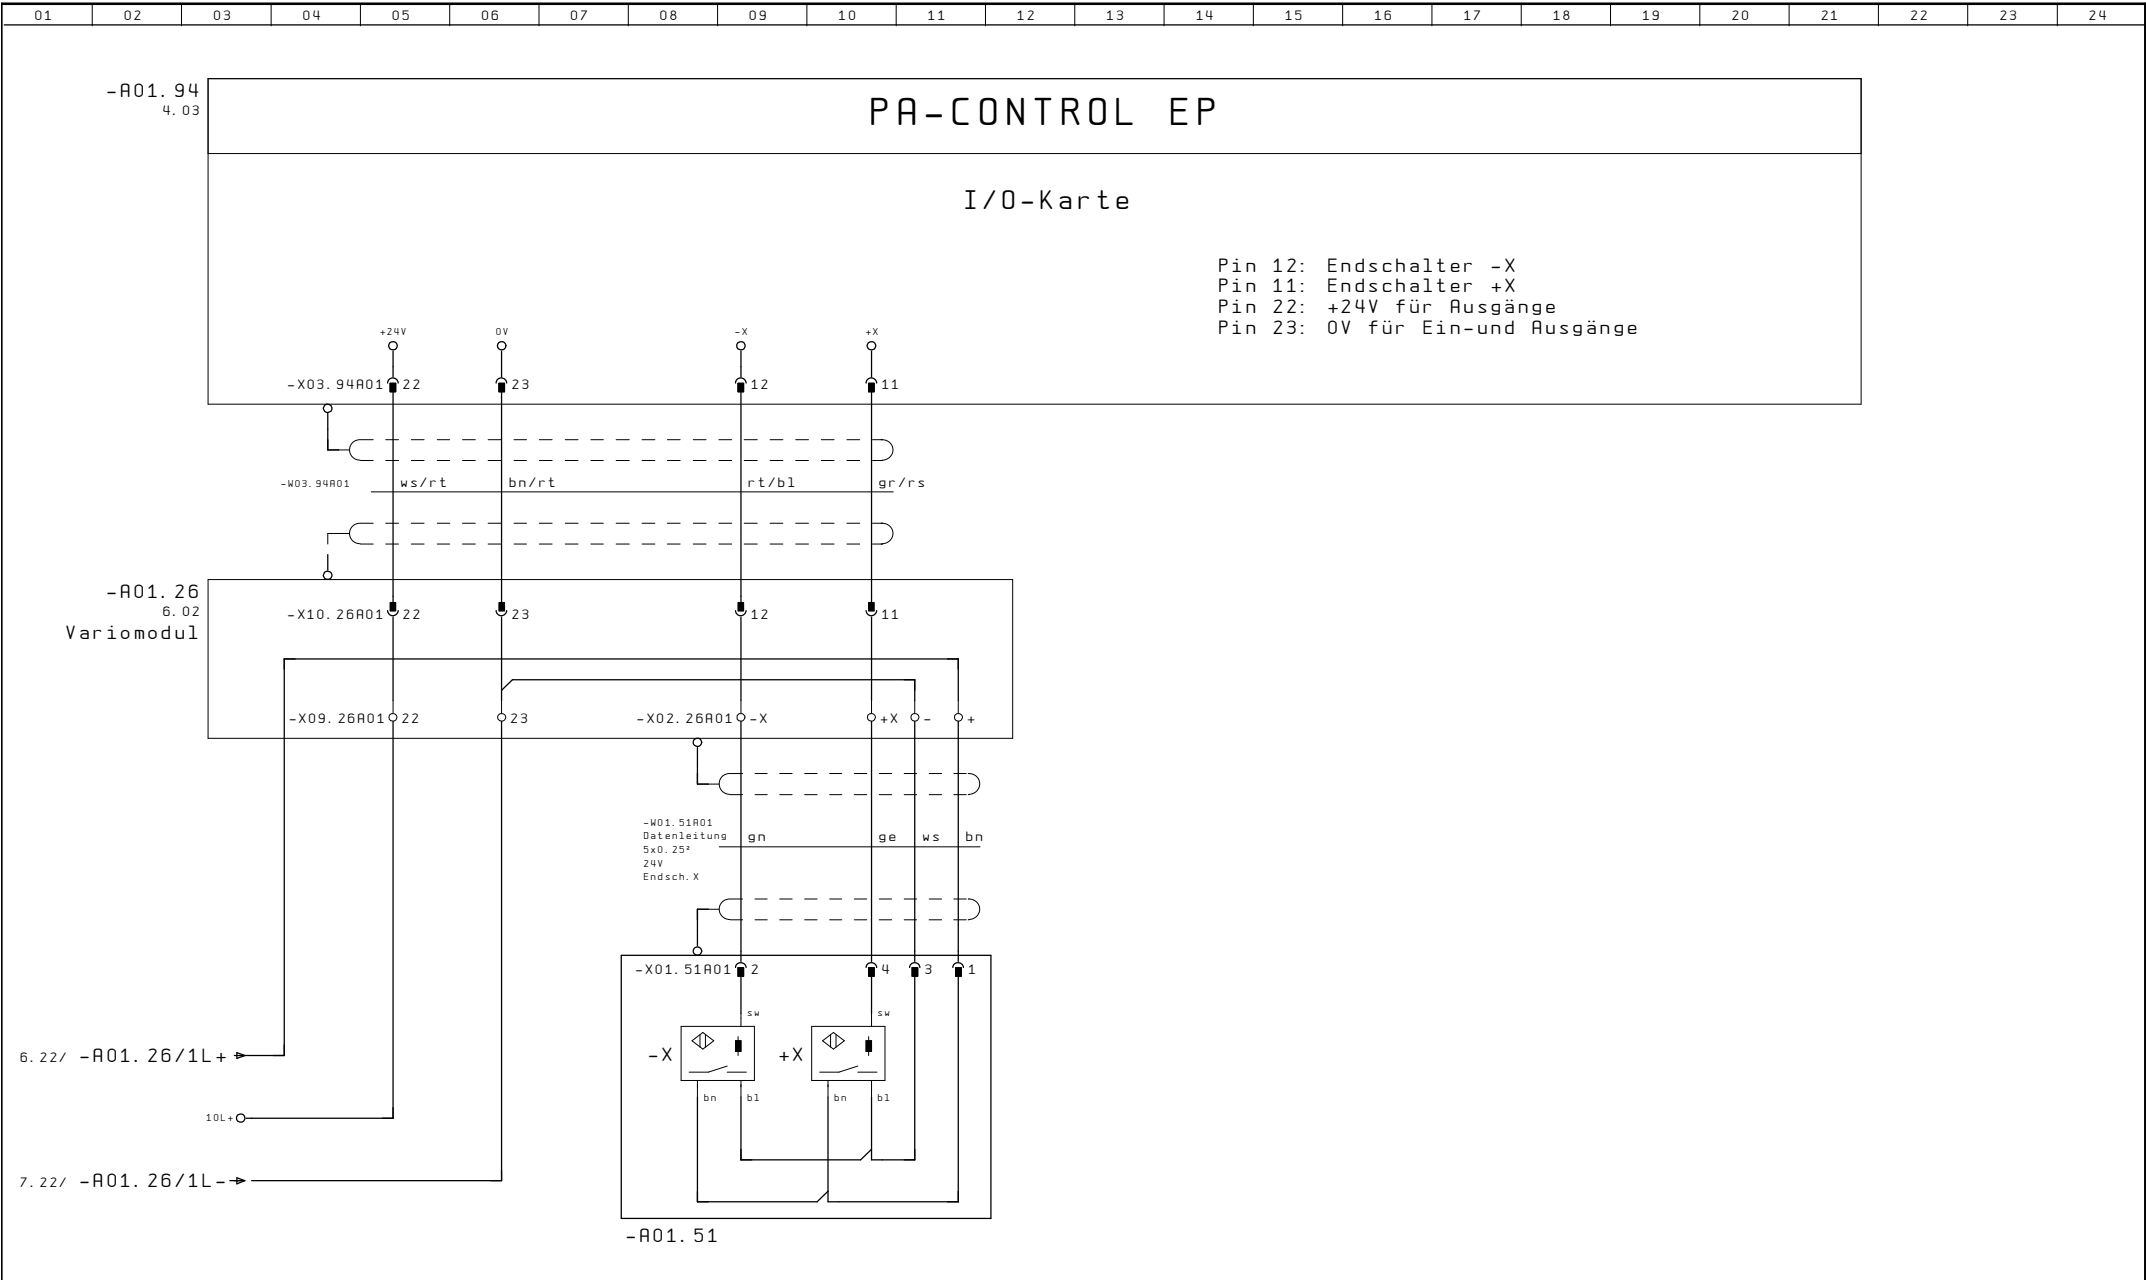 01 02 03 04 05 06 07 08 09 10 11 12 13 14 15 16 17 18 19 20 21 22 23 24
-A01.94
4.03
PA-CONTROL EP
I/O-Karte
Pin 12: Endschalter -X
Pin 11: Endschalter +X
Pin 22: +24V für Ausgänge
Pin 23: 0V für Ein-und Ausgänge
+24V 0V -X +X
-X03.94A01 22 23 12 11
-W03.94A01 ws/rt bn/rt rt/bl gr/rs
-A01.26
6.02
Variomodul
-X10.26A01 22 23 12 11
-X09.26A01 22 23 -X02.26A01 -X +X - +
-W01.51A01
Datenleitung
5x0.25²
24V
Endsch.X
gn ge ws bn
-X01.51A01 2 4 3 1
sw sw
-X +X
bn bl bn bl
6.22/ -A01.26/1L+
10L+
7.22/ -A01.26/1L-
-A01.51